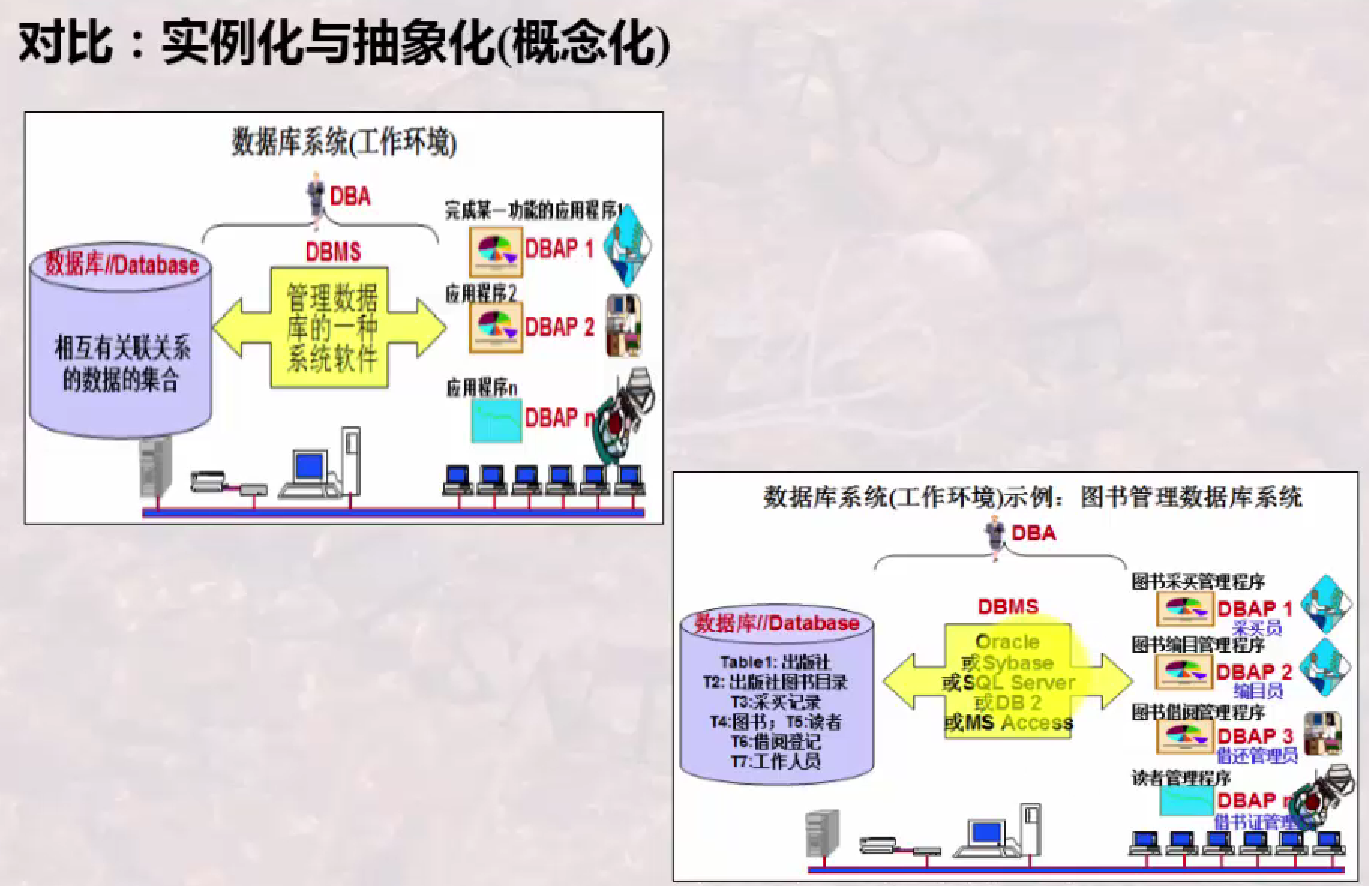 对比：实例化与抽象化(概念化)
数据库系统(工作环境)
DBA
完成某一功能的应用程序1
数据库//Database
DBMS
DBAP 1
相互有关联关系
的数据的集合
管理数据
库的一种
系统软件
应用程序2
DBAP 2
应用程序n
DBAP n
数据库系统(工作环境)示例：图书管理数据库系统
DBA
数据库//Database
Table1: 出版社
T2: 出版社图书目录
T3:采买记录
T4:图书；T5:读者
T6:借阅登记
T7:工作人员
DBMS
Oracle
或Sybase
或SQL Server
或DB 2
或MS Access
图书采买管理程序
DBAP 1
采买员
图书编目管理程序
DBAP 2
编目员
图书借阅管理程序
DBAP 3
借还管理员
读者管理程序
DBAP n
借书证管理